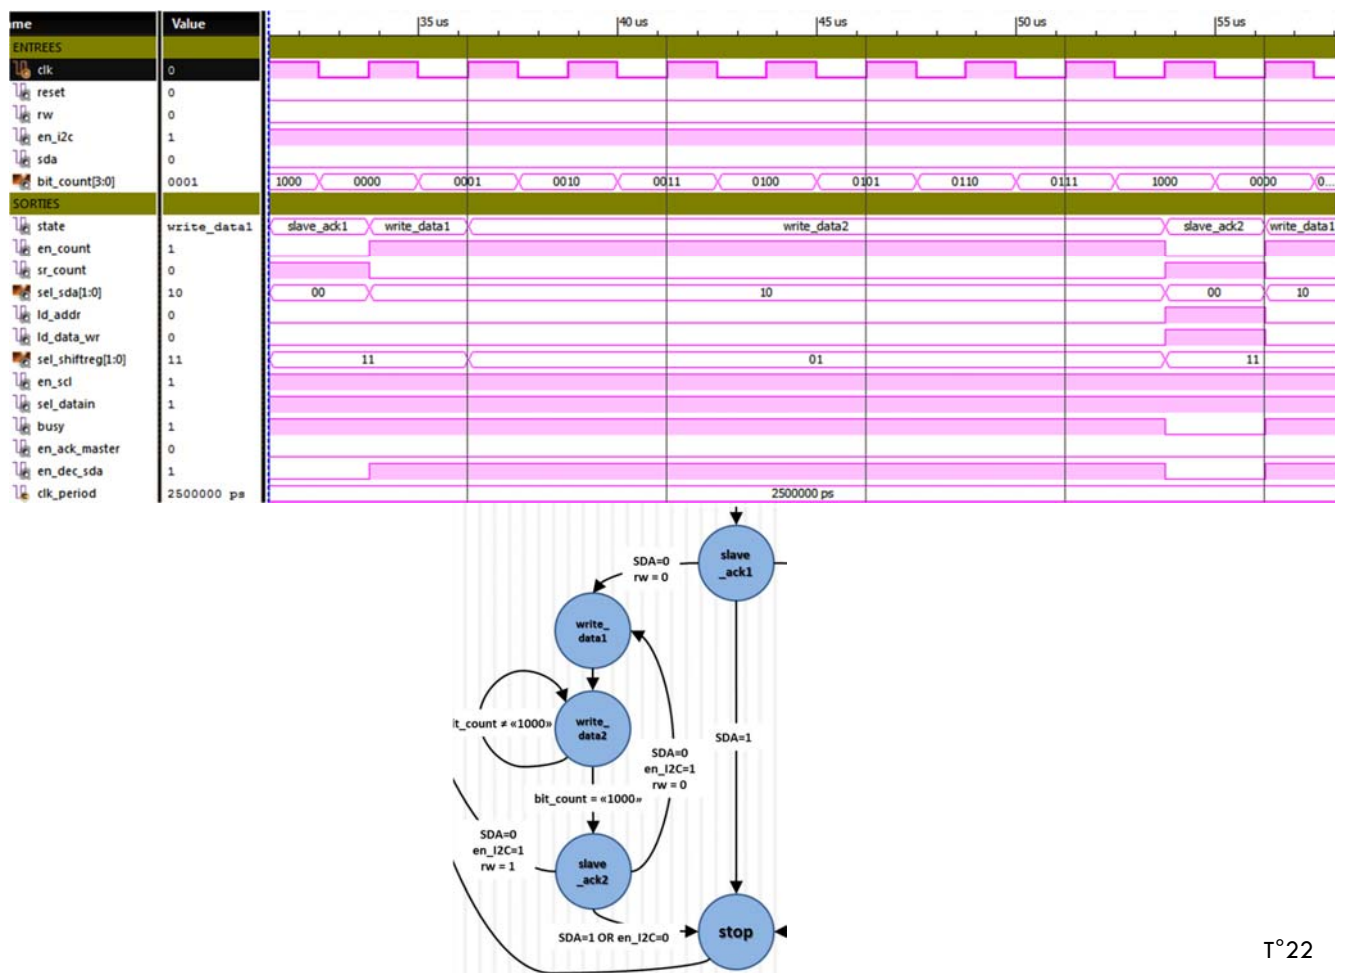 me Value 35 us 40 us 45 us 50 us 55 us
ENTREES
clk 0
reset 0
rw 0
en_i2c 1
sda 0
bit_count[3:0] 0001 1000 0000 0001 0010 0011 0100 0101 0110 0111 1000 0000 0...
SORTIES
state write_data1 slave_ack1 write_data1 write_data2 slave_ack2 write_data1
en_count 1
sr_count 0
sel_sda[1:0] 10 00 10 00 10
ld_addr 0
ld_data_wr 0
sel_shiftreg[1:0] 11 11 01 11
en_scl 1
sel_datain 1
busy 1
en_ack_master 0
en_dec_sda 1
clk_period 2500000 ps 2500000 ps
slave
_ack1
SDA=0
rw = 0
write_
data1
it_count ≠ «1000»
write_
data2
SDA=0
en_I2C=1
rw = 0
SDA=1
bit_count = «1000»
SDA=0
en_I2C=1
rw = 1
slave
_ack2
SDA=1 OR en_I2C=0
stop
T°22